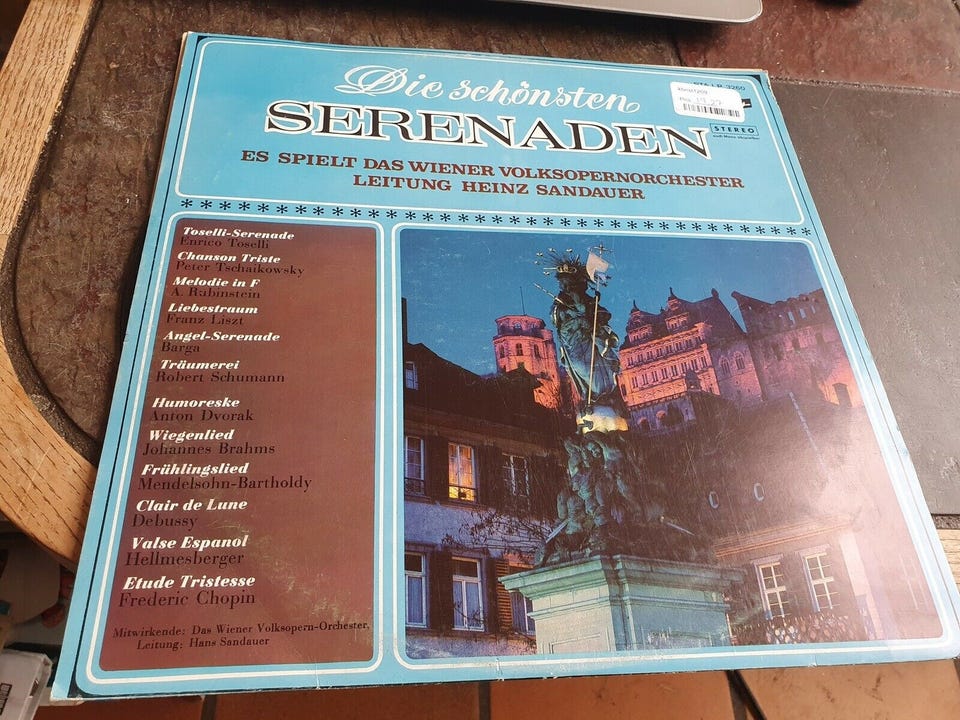 Die schönsten
SERENADEN
ES SPIELT DAS WIENER VOLKSOPERNORCHESTER
LEITUNG HEINZ SANDAUER
STEREO
Toselli-Serenade
Enrico Toselli
Chanson Triste
Peter Tschaikowsky
Melodie in F
A. Rubinstein
Liebestraum
Franz Liszt
Angel-Serenade
Barga
Träumerei
Robert Schumann
Humoreske
Anton Dvorak
Wiegenlied
Johannes Brahms
Frühlingslied
Mendelsohn-Bartholdy
Clair de Lune
Debussy
Valse Espanol
Hellmesberger
Etude Tristesse
Frederic Chopin
Mitwirkende: Das Wiener Volksopern-Orchester,
Leitung: Hans Sandauer